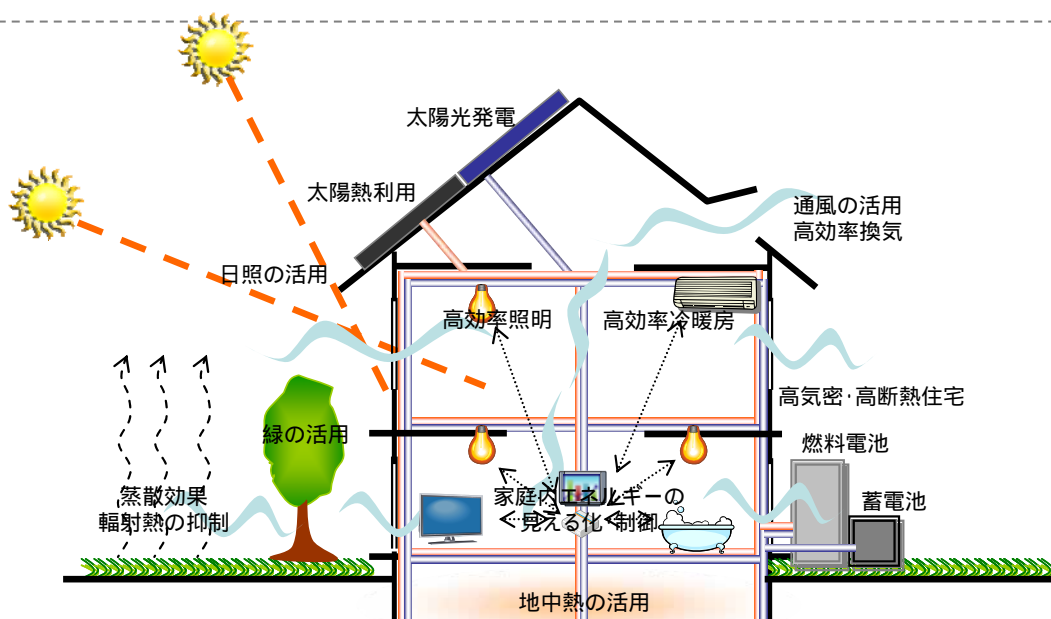 太陽光発電
太陽熱利用
通風の活用
高効率換気
日照の活用
高効率照明
高効率冷暖房
高気密・高断熱住宅
緑の活用
燃料電池
蒸散効果
輻射熱の抑制
家庭内エネルギーの
見える化・制御
蓄電池
地中熱の活用